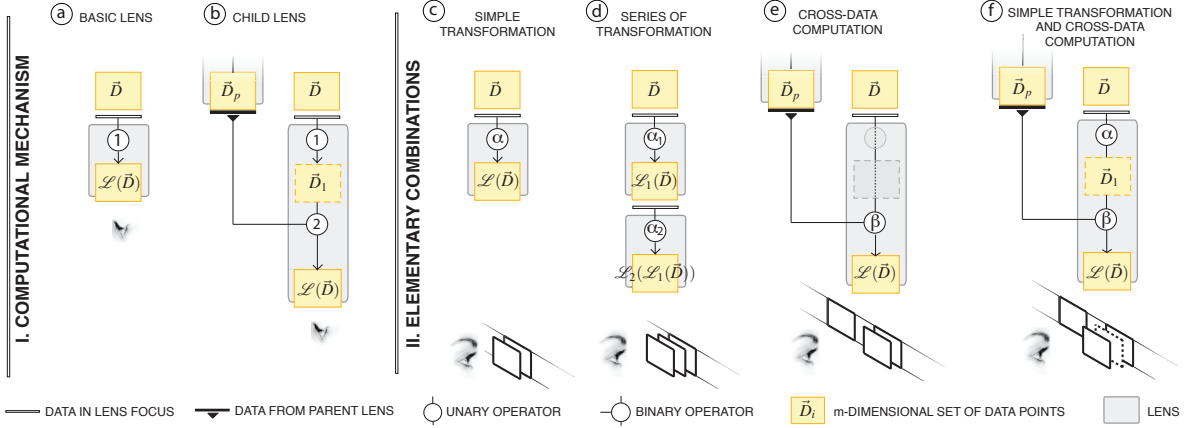 I. COMPUTATIONAL MECHANISM
a BASIC LENS
D⃗
1
ℒ(D⃗)
b CHILD LENS
D⃗p
D⃗
1
D⃗1
2
ℒ(D⃗)
II. ELEMENTARY COMBINATIONS
c SIMPLE
TRANSFORMATION
D⃗
α
ℒ(D⃗)
d SERIES OF
TRANSFORMATION
D⃗
α1
ℒ1(D⃗)
α2
ℒ2(ℒ1(D⃗))
e CROSS-DATA
COMPUTATION
D⃗p
D⃗
β
ℒ(D⃗)
f SIMPLE TRANSFORMATION
AND CROSS-DATA
COMPUTATION
D⃗p
D⃗
α
D⃗1
β
ℒ(D⃗)
DATA IN LENS FOCUS
DATA FROM PARENT LENS
UNARY OPERATOR
BINARY OPERATOR
D⃗i m-DIMENSIONAL SET OF DATA POINTS
LENS